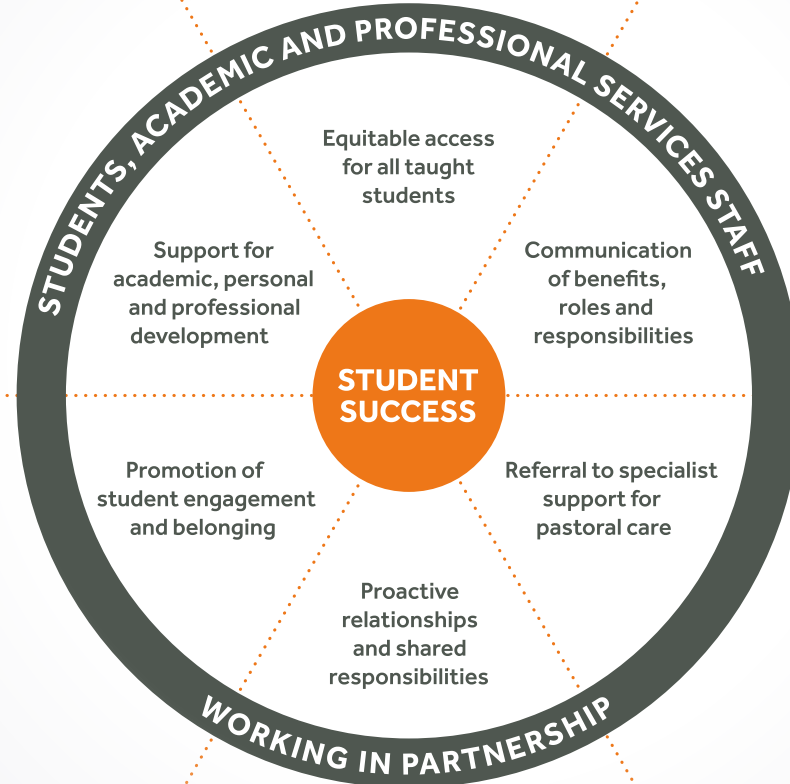 STUDENTS, ACADEMIC AND PROFESSIONAL SERVICES STAFF
Equitable access
for all taught
students
Communication
of benefits,
roles and
responsibilities
Referral to specialist
support for
pastoral care
Proactive
relationships
and shared
responsibilities
Promotion of
student engagement
and belonging
Support for
academic, personal
and professional
development
STUDENT
SUCCESS
WORKING IN PARTNERSHIP